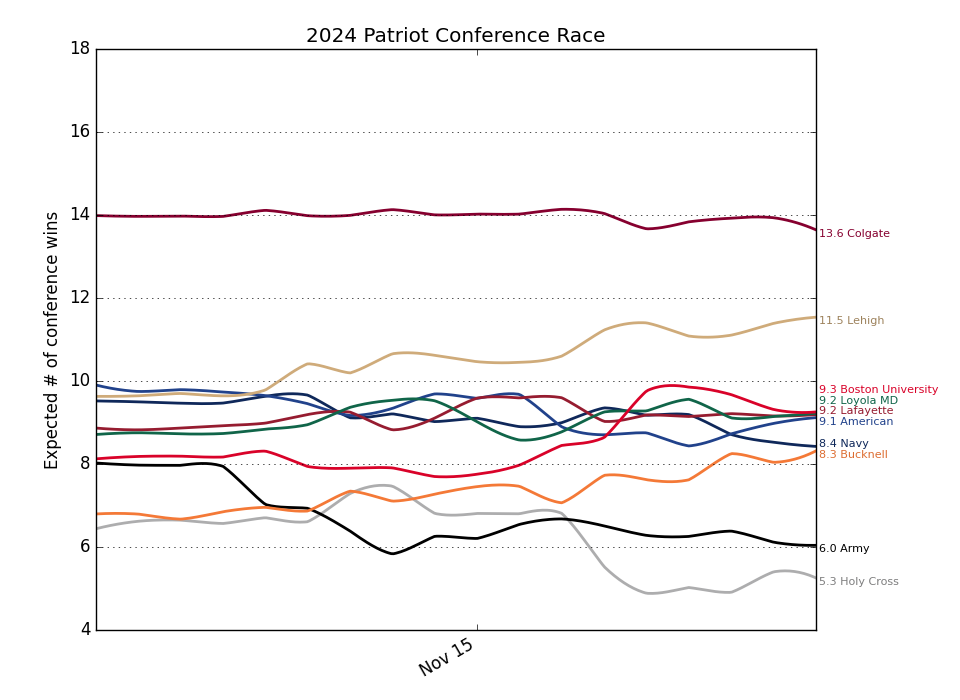 2024 Patriot Conference Race
Expected # of conference wins
18
16
14
12
10
8
6
4
Nov 15
13.6 Colgate
11.5 Lehigh
9.3 Boston University
9.2 Loyola MD
9.2 Lafayette
9.1 American
8.4 Navy
8.3 Bucknell
6.0 Army
5.3 Holy Cross